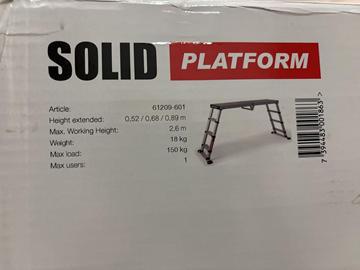 SOLID PLATFORM
Article: 61209-601
Height extended: 0,52 / 0,68 / 0,89 m
Max. Working Height: 2,6 m
Weight: 18 kg
Max load: 150 kg
Max users: 1
7394483001863>